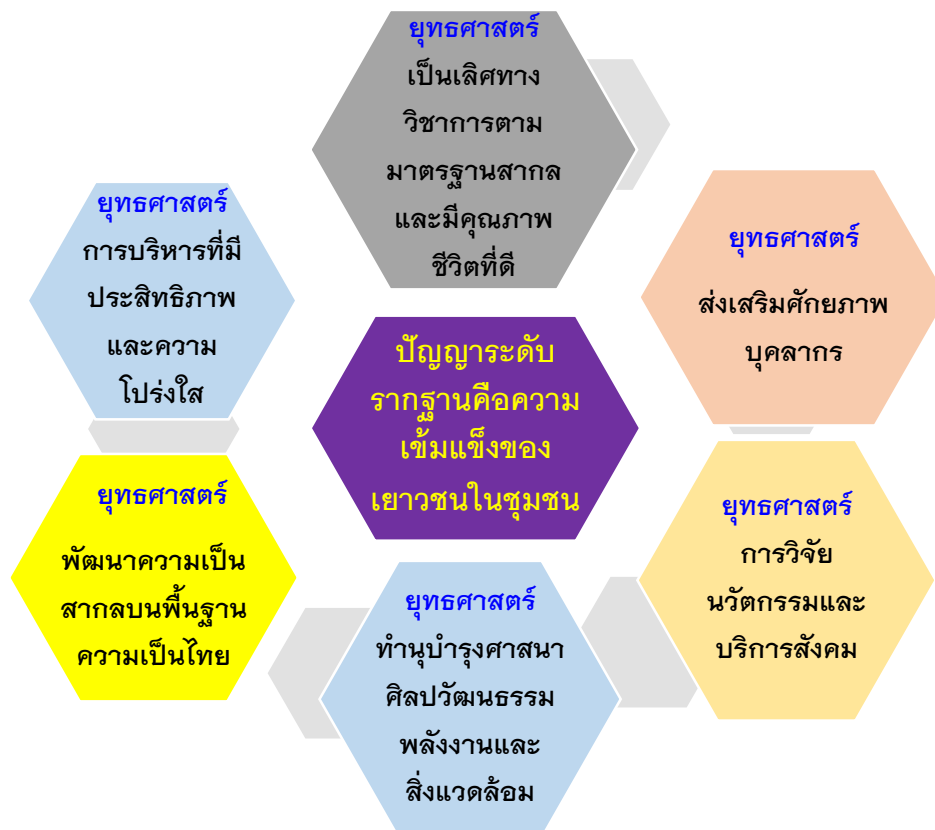 ยุทธศาสตร์
เป็นเลิศทาง
วิชาการตาม
มาตรฐานสากล
และมีคุณภาพ
ชีวิตที่ดี
ยุทธศาสตร์
ส่งเสริมศักยภาพ
บุคลากร
ยุทธศาสตร์
การวิจัย
นวัตกรรมและ
บริการสังคม
ยุทธศาสตร์
ทำนุบำรุงศาสนา
ศิลปวัฒนธรรม
พลังงานและ
สิ่งแวดล้อม
ยุทธศาสตร์
พัฒนาความเป็น
สากลบนพื้นฐาน
ความเป็นไทย
ยุทธศาสตร์
การบริหารที่มี
ประสิทธิภาพ
และความ
โปร่งใส
ปัญญาระดับ
รากฐานคือความ
เข้มแข็งของ
เยาวชนในชุมชน